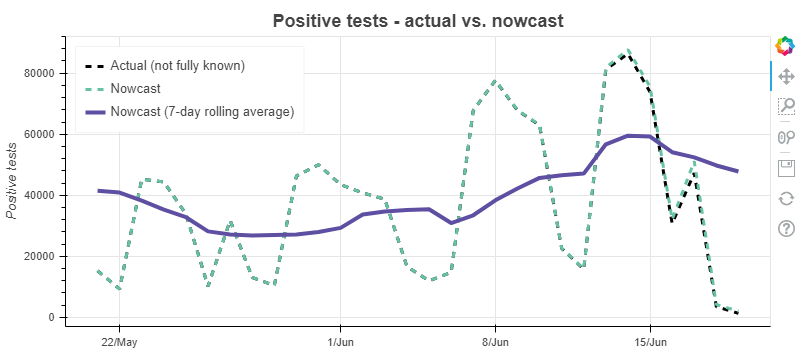 Positive tests - actual vs. nowcast
Actual (not fully known)
Nowcast
Nowcast (7-day rolling average)
Positive tests
80000
60000
40000
20000
0
22/May
1/Jun
8/Jun
15/Jun